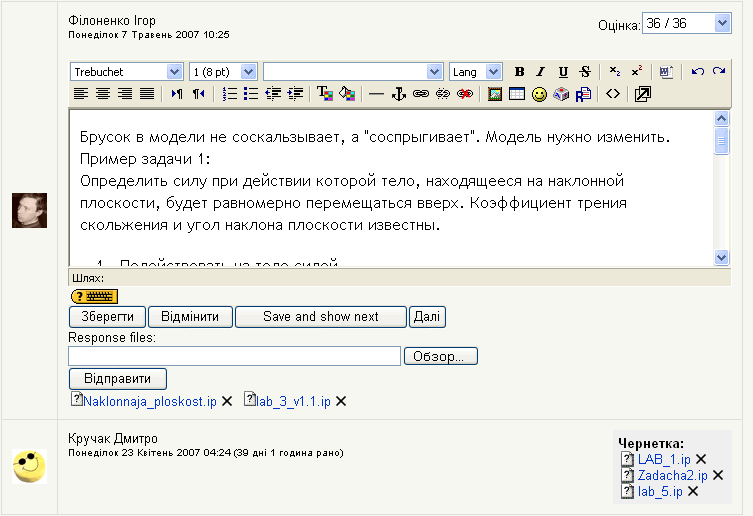 Філоненко Ігор
Понеділок 7 Травень 2007 10:25
Оцінка: 36 / 36
Trebuchet 1 (8 pt) Lang B I U S x₂ x² W
T
Брусок в модели не соскальзывает, а "соспрыгивает". Модель нужно изменить.
Пример задачи 1:
Определить силу при действии которой тело, находящееся на наклонной
плоскости, будет равномерно перемещаться вверх. Коэффициент трения
скольжения и угол наклона плоскости известны.
1. Подействовать на тело силой
Шлях:
?
Зберегти Відмінити Save and show next Далі
Response files:
Обзор...
Відправити
Naklonnaja_ploskost.ip lab_3_v1.1.ip
Кручак Дмитро
Понеділок 23 Квітень 2007 04:24 (39 дні 1 година рано)
Чернетка:
LAB_1.ip
Zadacha2.ip
lab_5.ip